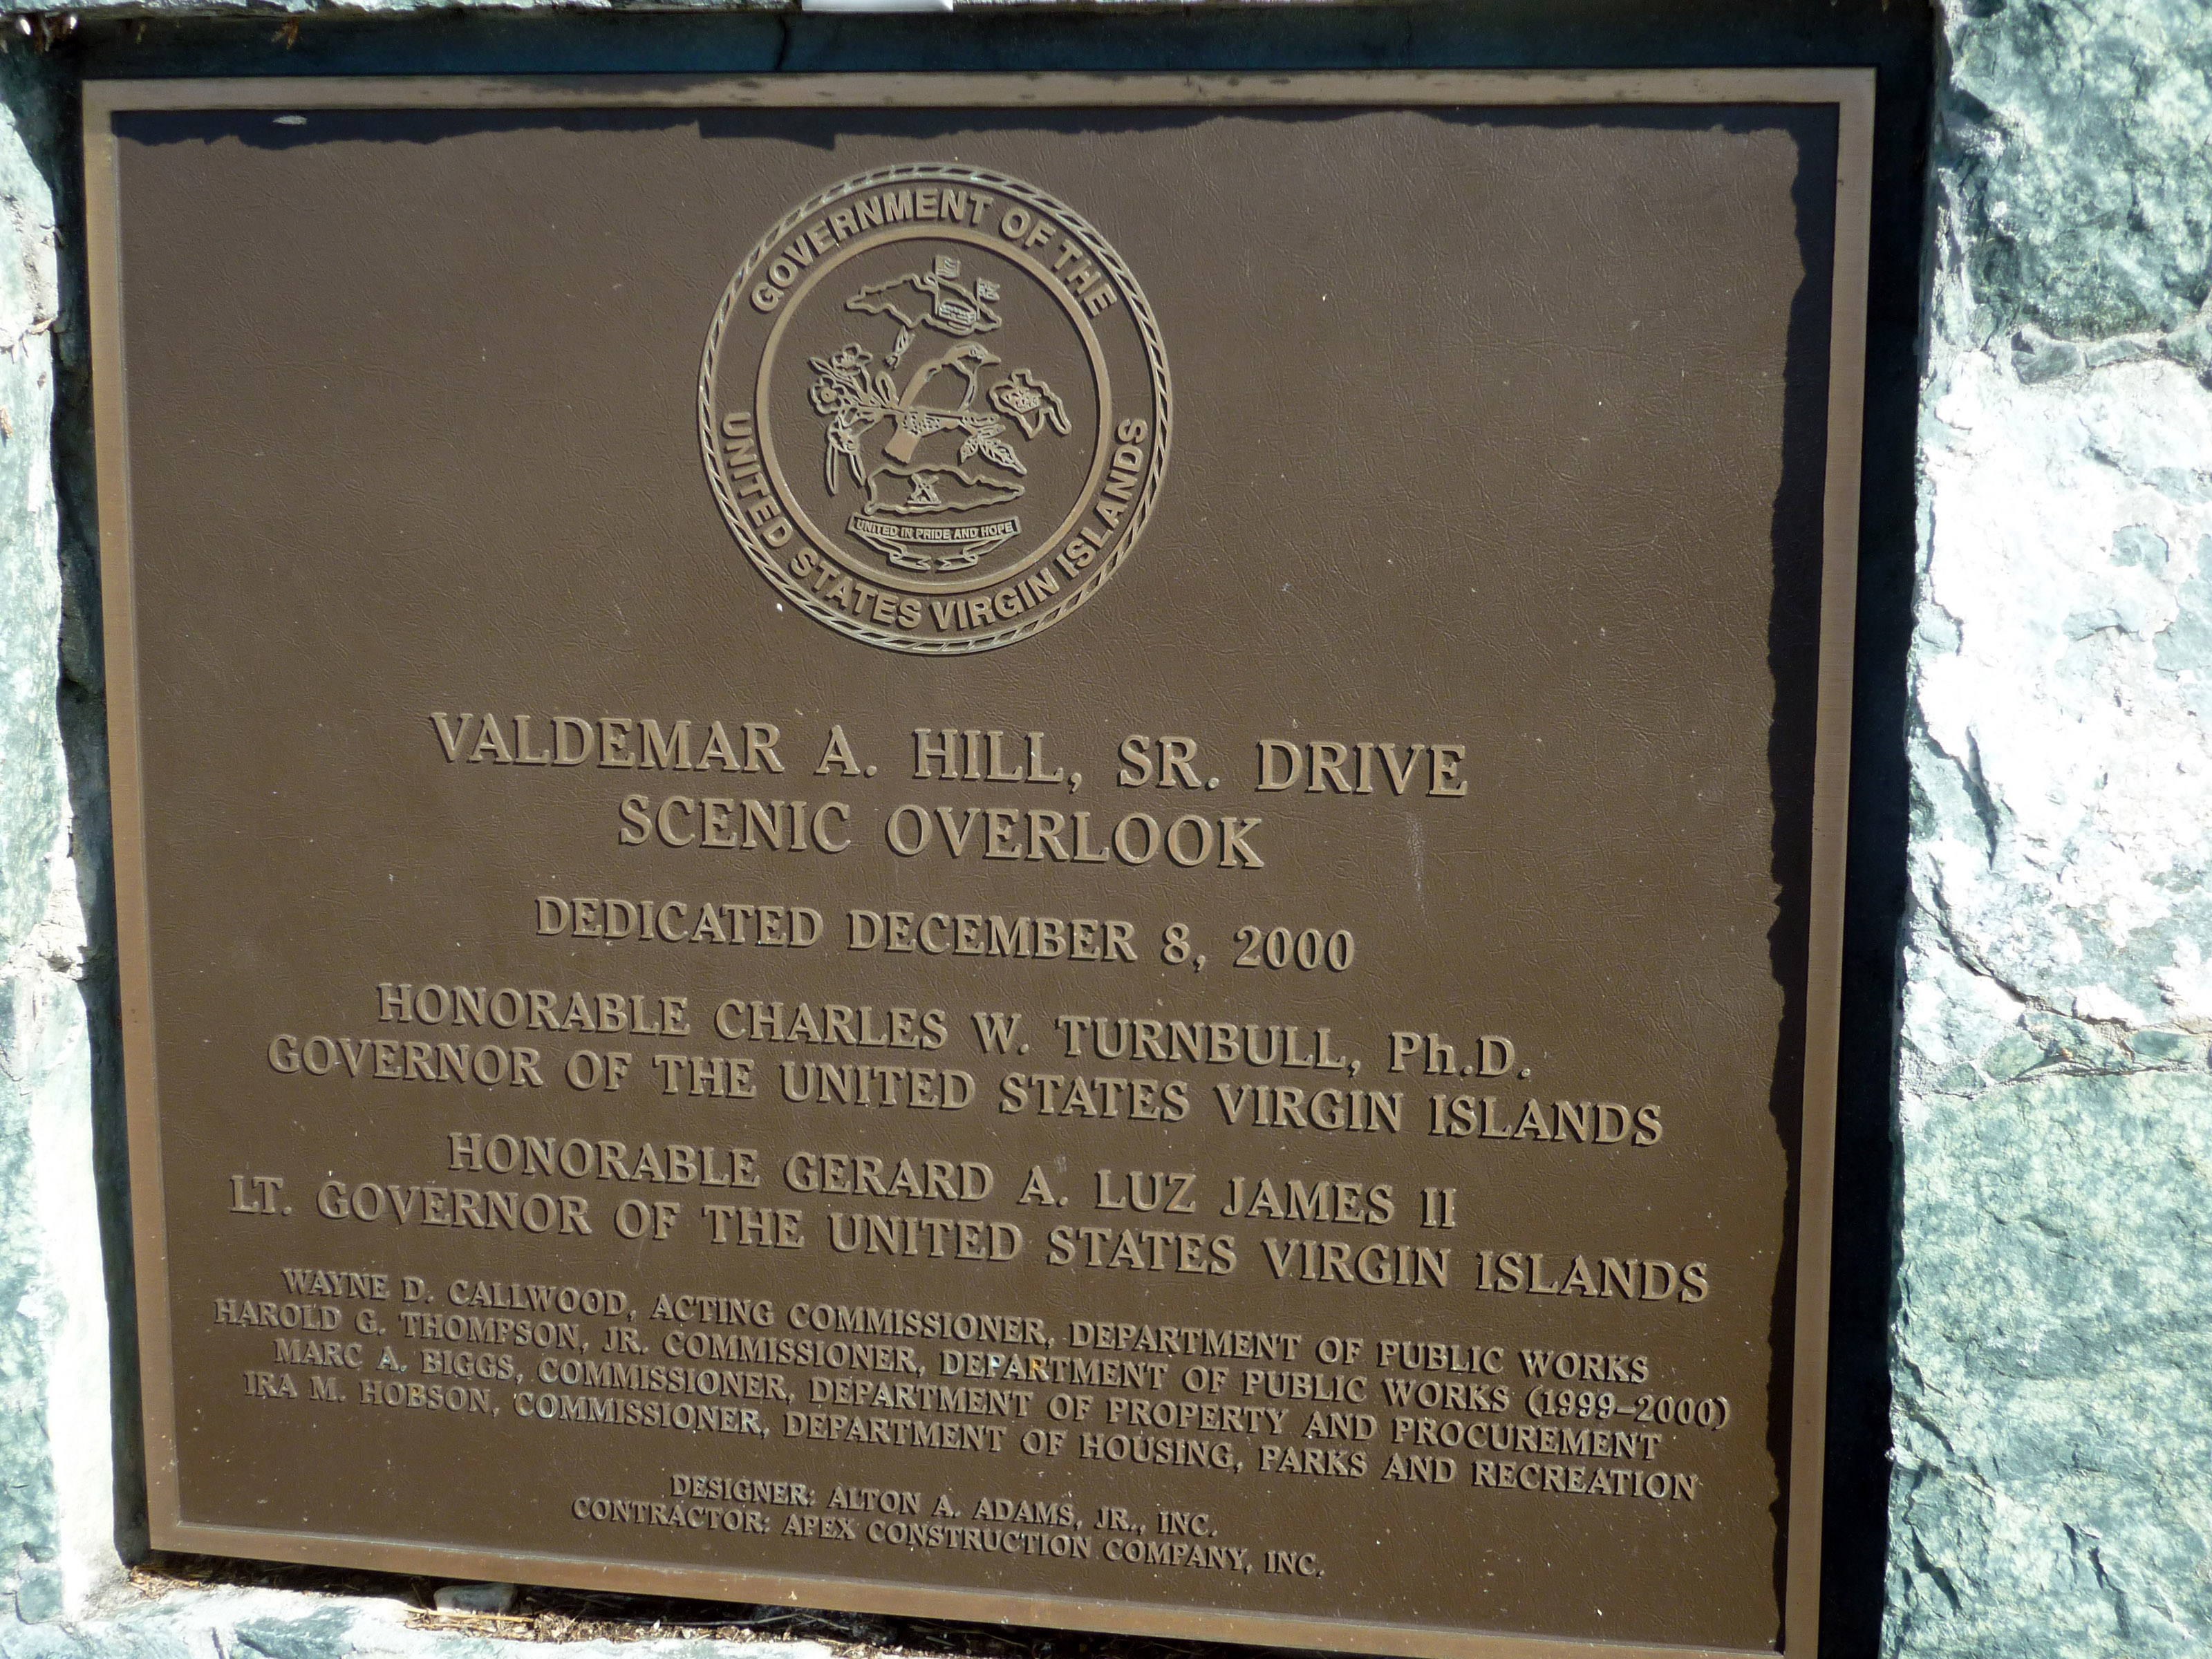 GOVERNMENT OF THE
UNITED STATES VIRGIN ISLANDS
UNITED IN PRIDE AND HOPE
VALDEMAR A. HILL, SR. DRIVE
SCENIC OVERLOOK
DEDICATED DECEMBER 8, 2000
HONORABLE CHARLES W. TURNBULL, Ph.D.
GOVERNOR OF THE UNITED STATES VIRGIN ISLANDS
HONORABLE GERARD A. LUZ JAMES II
LT. GOVERNOR OF THE UNITED STATES VIRGIN ISLANDS
WAYNE D. CALLWOOD, ACTING COMMISSIONER, DEPARTMENT OF PUBLIC WORKS
HAROLD G. THOMPSON, JR. COMMISSIONER, DEPARTMENT OF PUBLIC WORKS (1999–2000)
MARC A. BIGGS, COMMISSIONER, DEPARTMENT OF PROPERTY AND PROCUREMENT
IRA M. HOBSON, COMMISSIONER, DEPARTMENT OF HOUSING, PARKS AND RECREATION
DESIGNER: ALTON A. ADAMS, JR., INC.
CONTRACTOR: APEX CONSTRUCTION COMPANY, INC.